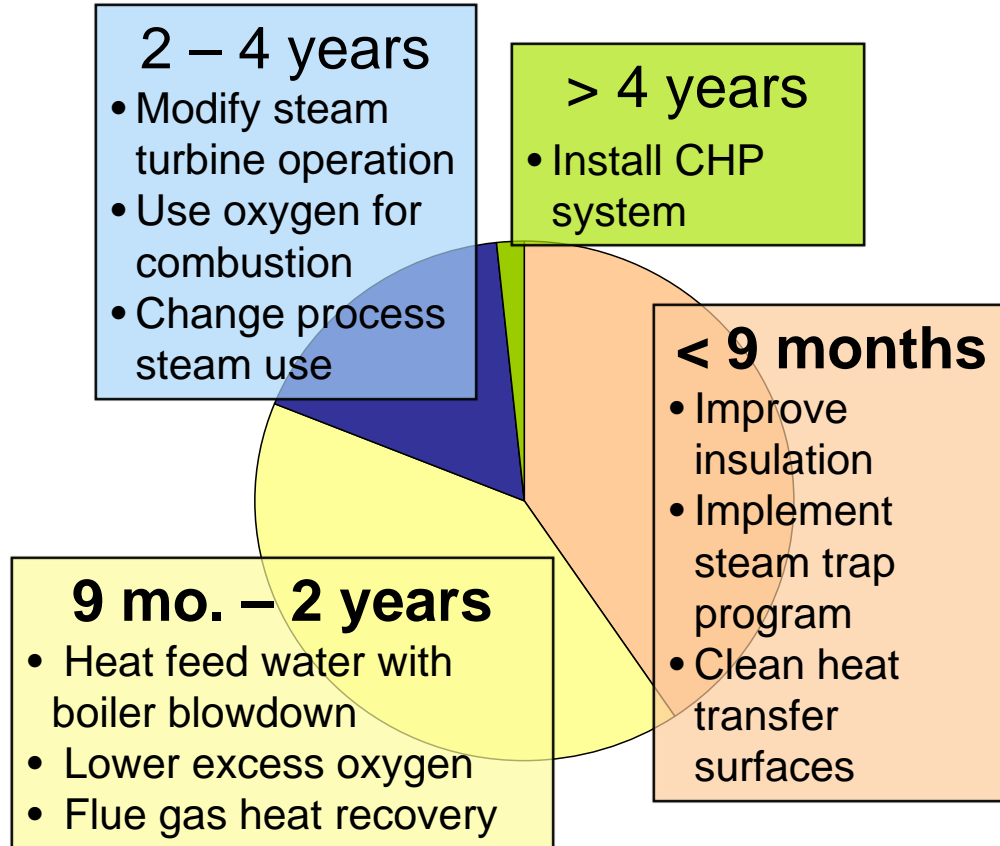 2 – 4 years
• Modify steam
turbine operation
• Use oxygen for
combustion
• Change process
steam use
> 4 years
• Install CHP
system
< 9 months
• Improve
insulation
• Implement
steam trap
program
• Clean heat
transfer
surfaces
9 mo. – 2 years
• Heat feed water with
boiler blowdown
• Lower excess oxygen
• Flue gas heat recovery